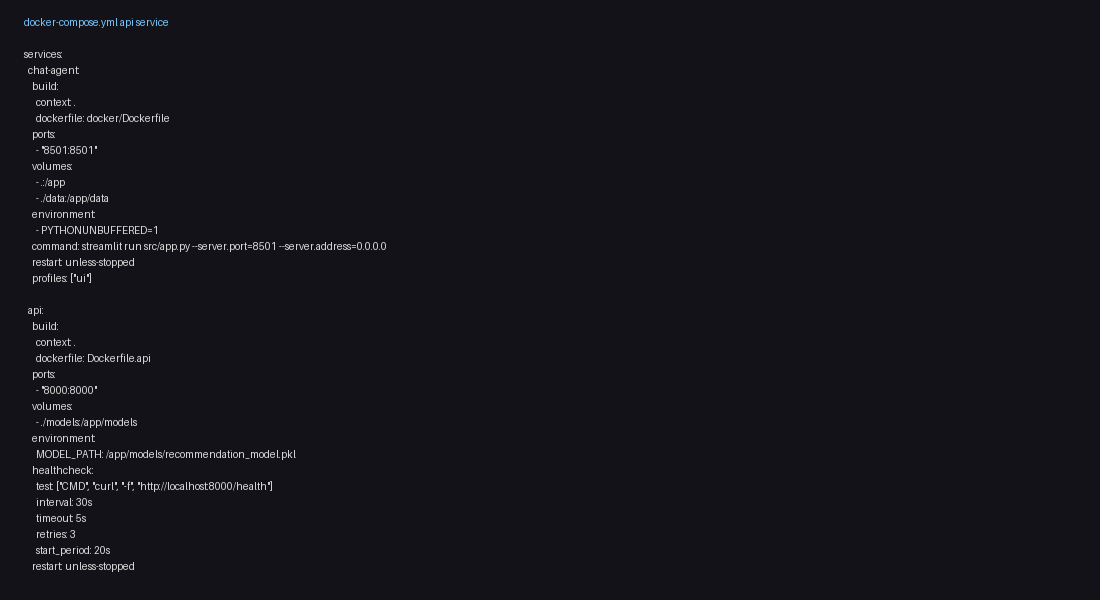 docker-compose.yml api service

services:
  chat-agent:
    build:
      context: .
      dockerfile: docker/Dockerfile
    ports:
      - "8501:8501"
    volumes:
      - .:/app
      - ./data:/app/data
    environment:
      - PYTHONUNBUFFERED=1
    command: streamlit run src/app.py --server.port=8501 --server.address=0.0.0.0
    restart: unless-stopped
    profiles: ["ui"]

  api:
    build:
      context: .
      dockerfile: Dockerfile.api
    ports:
      - "8000:8000"
    volumes:
      - ./models:/app/models
    environment:
      MODEL_PATH: /app/models/recommendation_model.pkl
    healthcheck:
      test: ["CMD", "curl", "-f", "http://localhost:8000/health"]
      interval: 30s
      timeout: 5s
      retries: 3
      start_period: 20s
    restart: unless-stopped